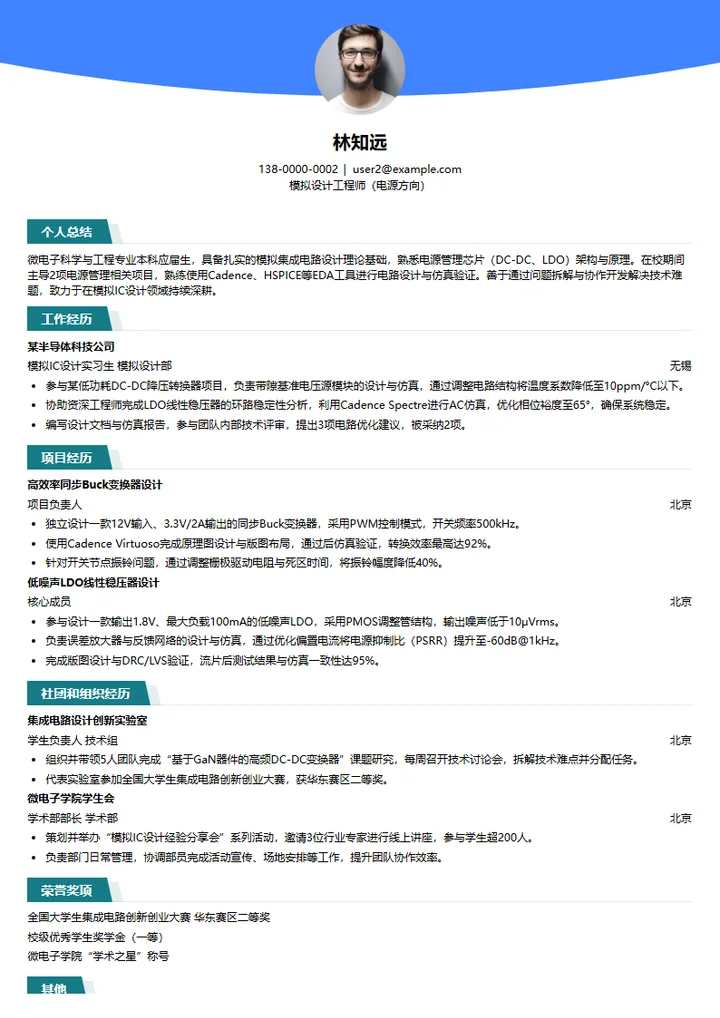 林知远
138-0000-0002 | user2@example.com
模拟设计工程师（电源方向）
个人总结
微电子科学与工程专业本科应届生，具备扎实的模拟集成电路设计理论基础，熟悉电源管理芯片（DC-DC、LDO）架构与原理。在校期间
主导2项电源管理相关项目，熟练使用Cadence、HSPICE等EDA工具进行电路设计与仿真验证。善于通过问题拆解与协作开发解决技术难
题，致力于在模拟IC设计领域持续深耕。
工作经历
某半导体科技公司
模拟IC设计实习生 模拟设计部 无锡
• 参与某低功耗DC-DC降压转换器项目，负责带隙基准电压源模块的设计与仿真，通过调整电路结构将温度系数降低至10ppm/°C以下。
• 协助资深工程师完成LDO线性稳压器的环路稳定性分析，利用Cadence Spectre进行AC仿真，优化相位裕度至65°，确保系统稳定。
• 编写设计文档与仿真报告，参与团队内部技术评审，提出3项电路优化建议，被采纳2项。
项目经历
高效率同步Buck变换器设计
项目负责人 北京
• 独立设计一款12V输入、3.3V/2A输出的同步Buck变换器，采用PWM控制模式，开关频率500kHz。
• 使用Cadence Virtuoso完成原理图设计与版图布局，通过后仿真验证，转换效率最高达92%。
• 针对开关节点振铃问题，通过调整栅极驱动电阻与死区时间，将振铃幅度降低40%。
低噪声LDO线性稳压器设计
核心成员 北京
• 参与设计一款输出1.8V、最大负载100mA的低噪声LDO，采用PMOS调整管结构，输出噪声低于10μVrms。
• 负责误差放大器与反馈网络的设计与仿真，通过优化偏置电流将电源抑制比（PSRR）提升至-60dB@1kHz。
• 完成版图设计与DRC/LVS验证，流片后测试结果与仿真一致性达95%。
社团和组织经历
集成电路设计创新实验室
学生负责人 技术组 北京
• 组织并带领5人团队完成“基于GaN器件的高频DC-DC变换器”课题研究，每周召开技术讨论会，拆解技术难点并分配任务。
• 代表实验室参加全国大学生集成电路创新创业大赛，获华东赛区二等奖。
微电子学院学生会
学术部部长 学术部 北京
• 策划并举办“模拟IC设计经验分享会”系列活动，邀请3位行业专家进行线上讲座，参与学生超200人。
• 负责部门日常管理，协调部员完成活动宣传、场地安排等工作，提升团队协作效率。
荣誉奖项
全国大学生集成电路创新创业大赛 华东赛区二等奖
校级优秀学生奖学金（一等）
微电子学院“学术之星”称号
其他